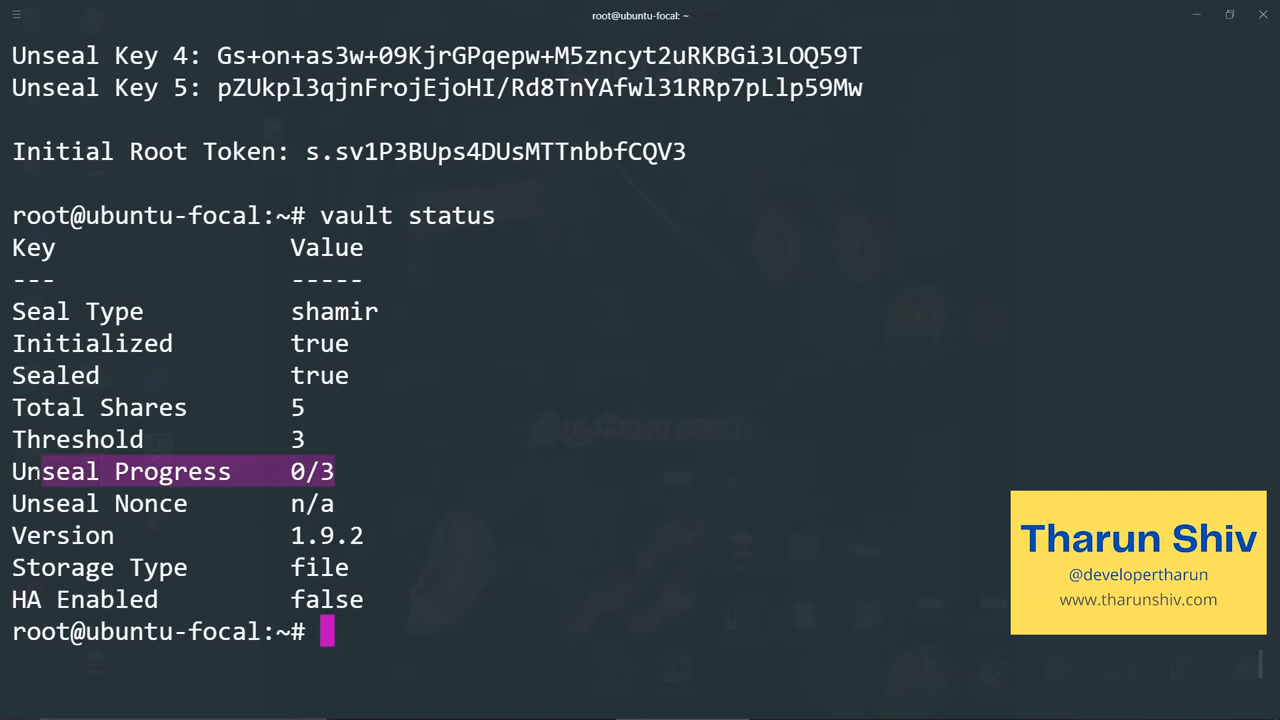 root@ubuntu-focal: ~
Unseal Key 4: Gs+on+as3w+09KjrGPqepw+M5zncyt2uRKBGi3LOQ59T
Unseal Key 5: pZUkpl3qjnFrojEjoHI/Rd8TnYAfwl31RRp7pLlp59Mw
Initial Root Token: s.sv1P3BUps4DUsMTTnbbfCQV3
root@ubuntu-focal:~# vault status
Key Value
--- -----
Seal Type shamir
Initialized true
Sealed true
Total Shares 5
Threshold 3
Unseal Progress 0/3
Unseal Nonce n/a
Version 1.9.2
Storage Type file
HA Enabled false
root@ubuntu-focal:~#
Tharun Shiv
@developertharun
www.tharunshiv.com